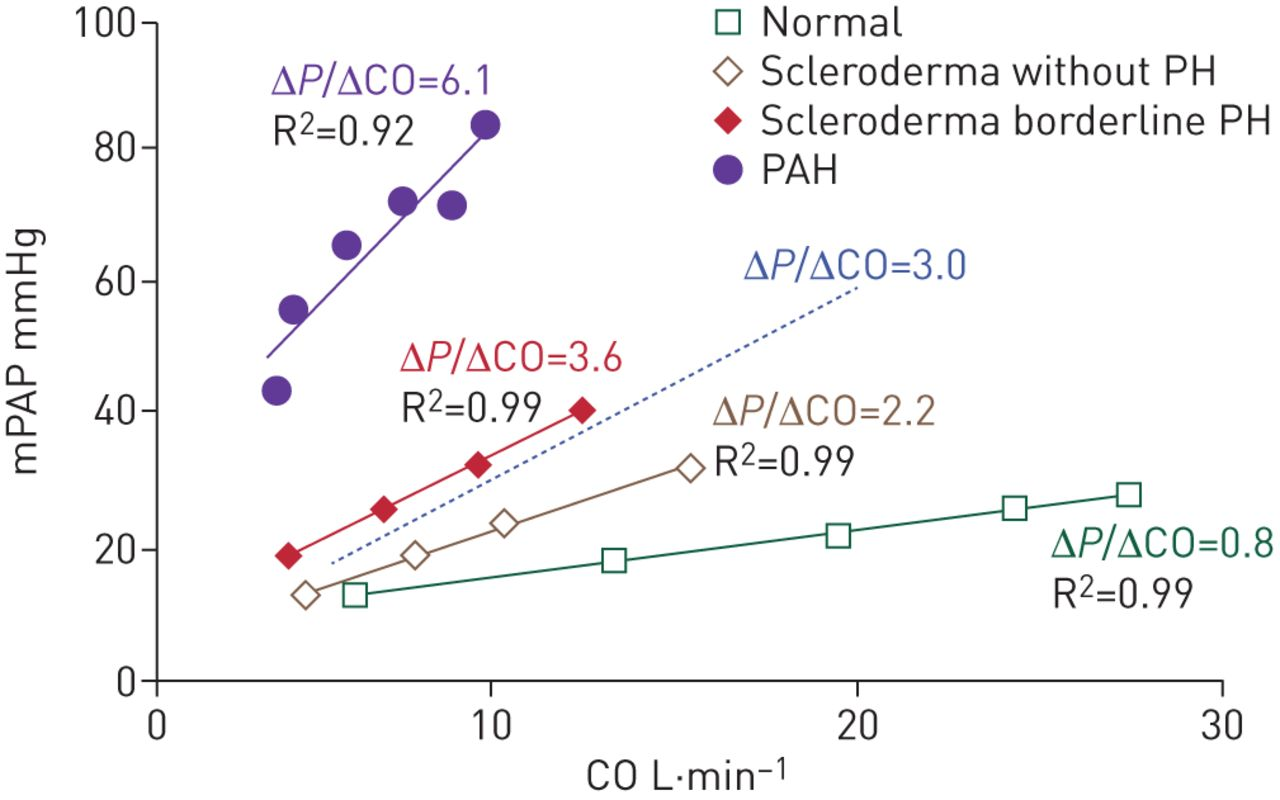 100
80
60
40
20
0
mPAP mmHg
0
10
20
30
CO L·min⁻¹
Normal
Scleroderma without PH
Scleroderma borderline PH
PAH
ΔP/ΔCO=6.1
R²=0.92
ΔP/ΔCO=3.0
ΔP/ΔCO=3.6
R²=0.99
ΔP/ΔCO=2.2
R²=0.99
ΔP/ΔCO=0.8
R²=0.99